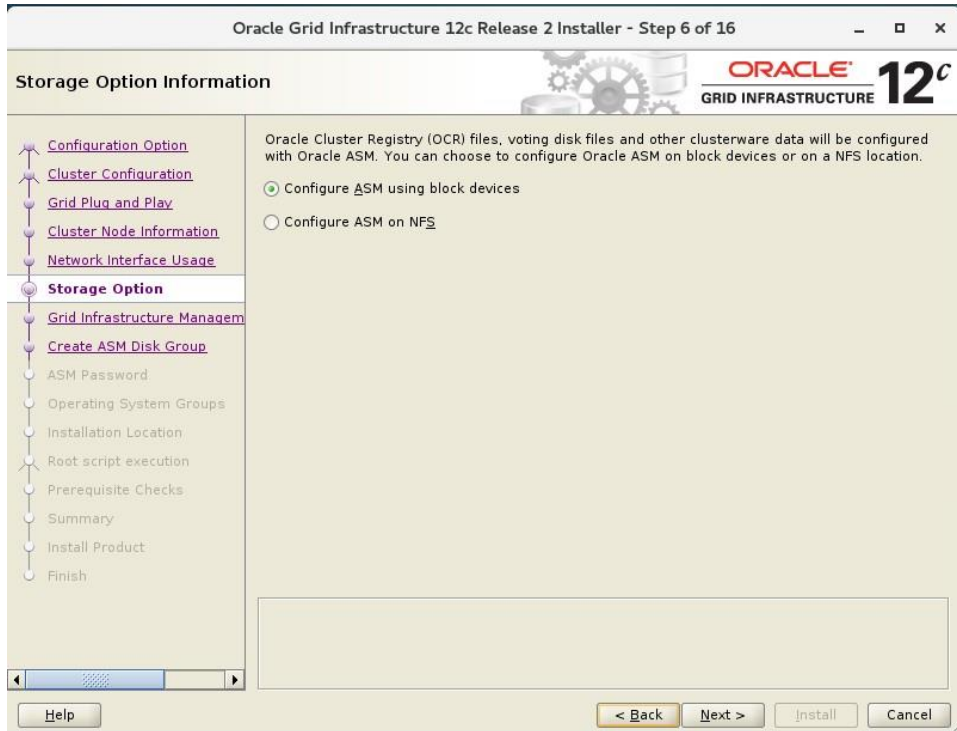 Oracle Grid Infrastructure 12c Release 2 Installer - Step 6 of 16
Storage Option Information
ORACLE
GRID INFRASTRUCTURE
12c
Configuration Option
Cluster Configuration
Grid Plug and Play
Cluster Node Information
Network Interface Usage
Storage Option
Grid Infrastructure Managem
Create ASM Disk Group
ASM Password
Operating System Groups
Installation Location
Root script execution
Prerequisite Checks
Summary
Install Product
Finish
Oracle Cluster Registry (OCR) files, voting disk files and other clusterware data will be configured
with Oracle ASM. You can choose to configure Oracle ASM on block devices or on a NFS location.
Configure ASM using block devices
Configure ASM on NFS
Help
< Back
Next >
Install
Cancel